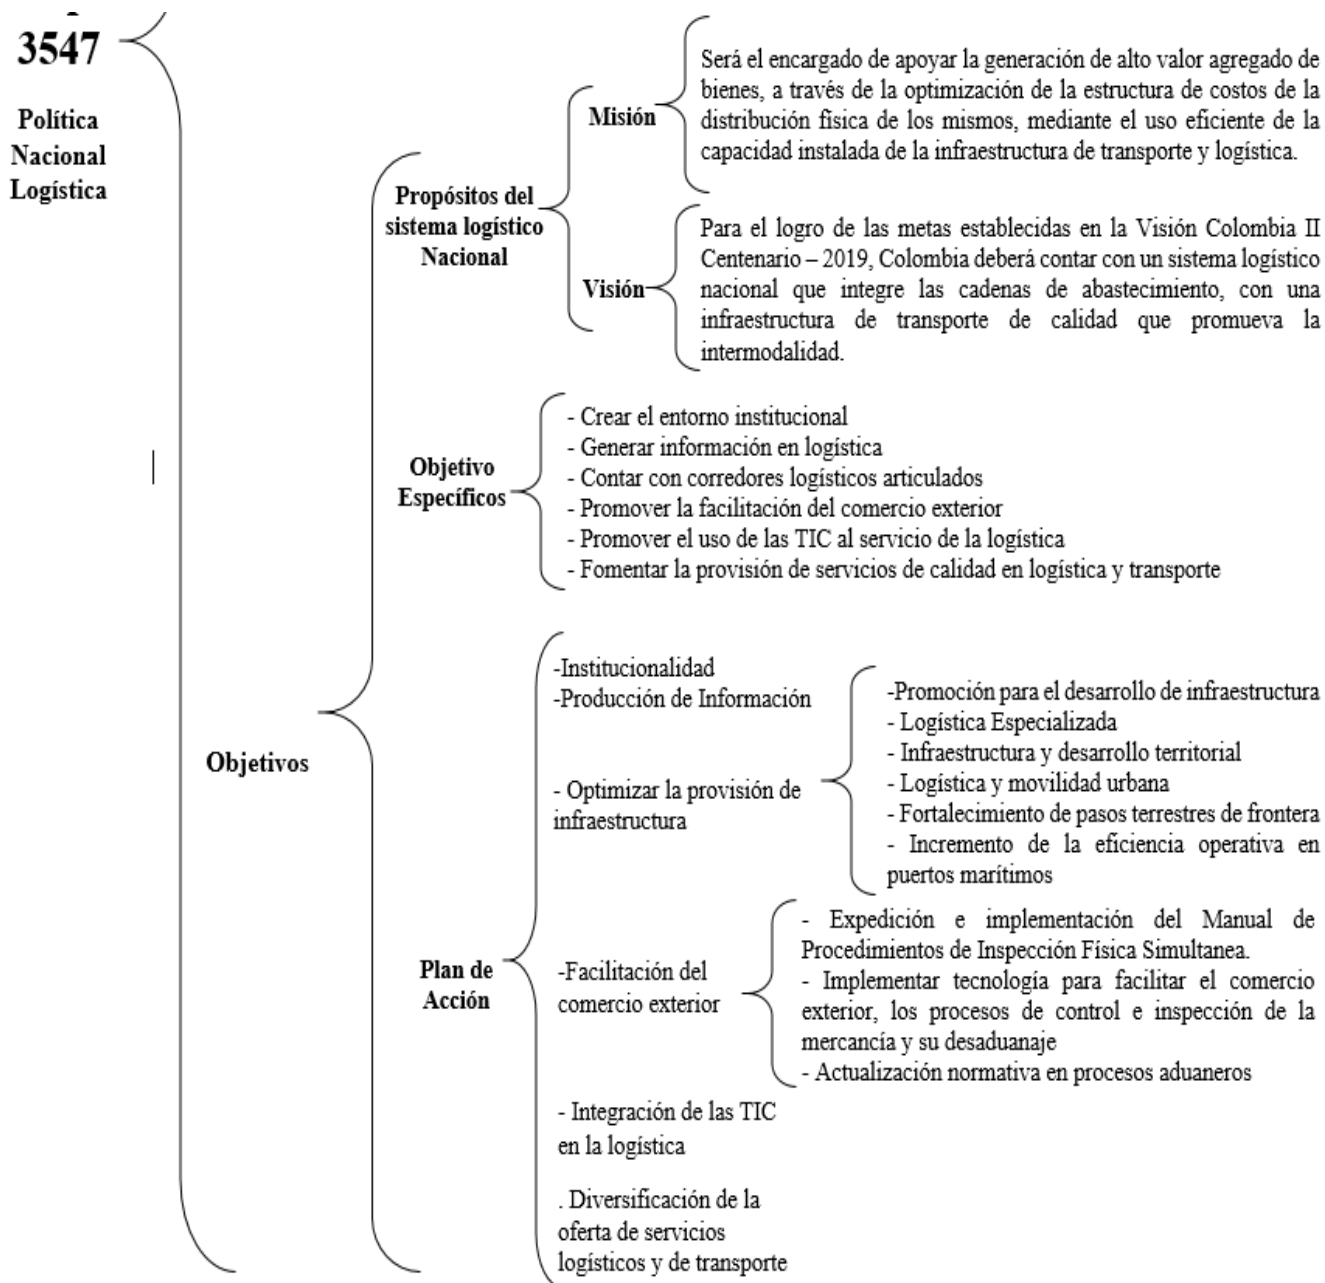 3547
Política
Nacional
Logística
Objetivos
Propósitos del
sistema logístico
Nacional
Misión
Será el encargado de apoyar la generación de alto valor agregado de
bienes, a través de la optimización de la estructura de costos de la
distribución física de los mismos, mediante el uso eficiente de la
capacidad instalada de la infraestructura de transporte y logística.
Visión
Para el logro de las metas establecidas en la Visión Colombia II
Centenario – 2019, Colombia deberá contar con un sistema logístico
nacional que integre las cadenas de abastecimiento, con una
infraestructura de transporte de calidad que promueva la
intermodalidad.
Objetivo
Específicos
- Crear el entorno institucional
- Generar información en logística
- Contar con corredores logísticos articulados
- Promover la facilitación del comercio exterior
- Promover el uso de las TIC al servicio de la logística
- Fomentar la provisión de servicios de calidad en logística y transporte
Plan de
Acción
-Institucionalidad
-Producción de Información
- Optimizar la provisión de
infraestructura
-Promoción para el desarrollo de infraestructura
- Logística Especializada
- Infraestructura y desarrollo territorial
- Logística y movilidad urbana
- Fortalecimiento de pasos terrestres de frontera
- Incremento de la eficiencia operativa en
puertos marítimos
-Facilitación del
comercio exterior
- Expedición e implementación del Manual de
Procedimientos de Inspección Física Simultanea.
- Implementar tecnología para facilitar el comercio
exterior, los procesos de control e inspección de la
mercancía y su desaduanaje
- Actualización normativa en procesos aduaneros
- Integración de las TIC
en la logística
. Diversificación de la
oferta de servicios
logísticos y de transporte